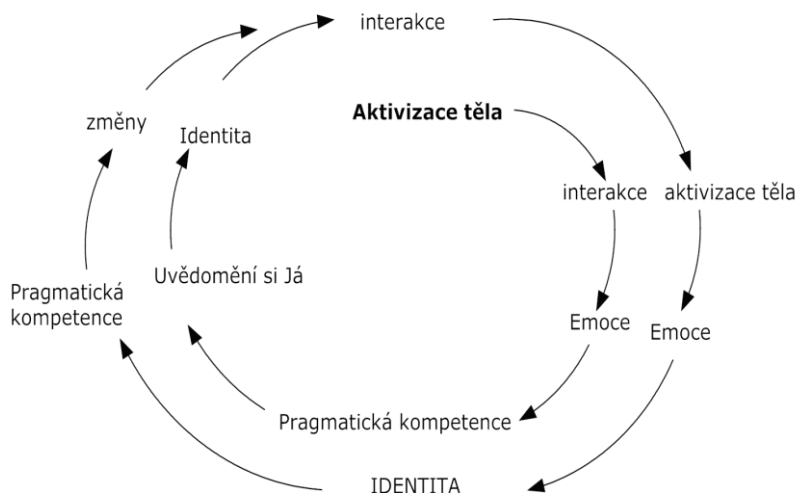 interakce
Aktivizace těla
změny
Identita
interakce
aktivizace těla
Uvědomění si Já
Pragmatická
kompetence
Emoce
Emoce
Pragmatická kompetence
IDENTITA